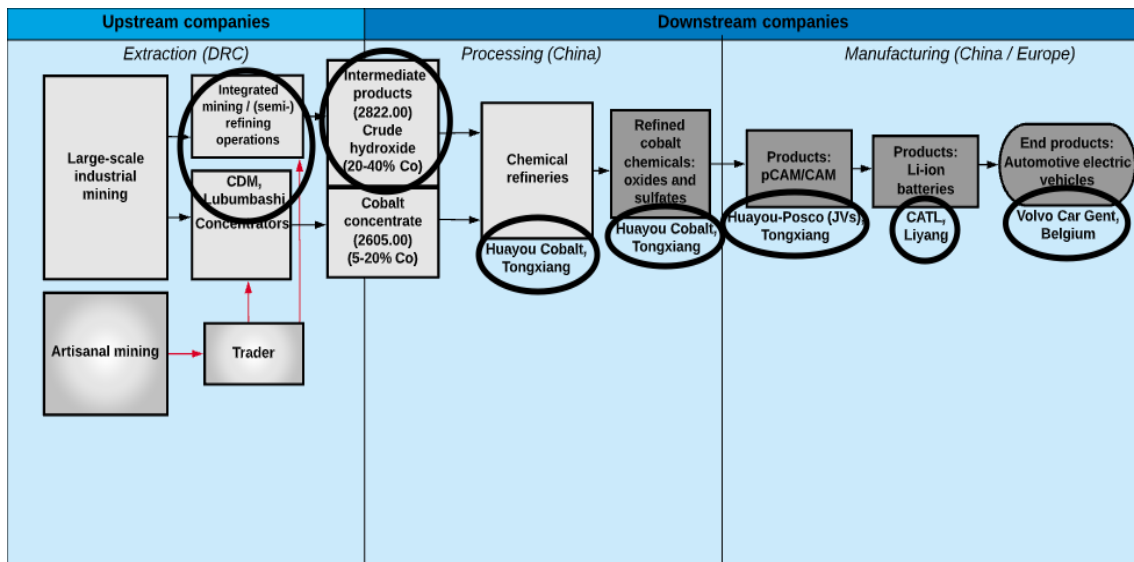 Upstream companies
Downstream companies
Extraction (DRC)
Processing (China)
Manufacturing (China / Europe)
Large-scale
industrial
mining
Integrated
mining / (semi-)
refining
operations
CDM,
Lubumbashi
Concentrators
Intermediate
products
(2822.00)
Crude
hydroxide
(20-40% Co)
Cobalt
concentrate
(2605.00)
(5-20% Co)
Chemical
refineries
Huayou Cobalt,
Tongxiang
Refined
cobalt
chemicals:
oxides and
sulfates
Huayou Cobalt,
Tongxiang
Products:
pCAM/CAM
Huayou-Posco (JVs),
Tongxiang
Products:
Li-ion
batteries
CATL,
Liyang
End products:
Automotive electric
vehicles
Volvo Car Gent,
Belgium
Artisanal mining
Trader